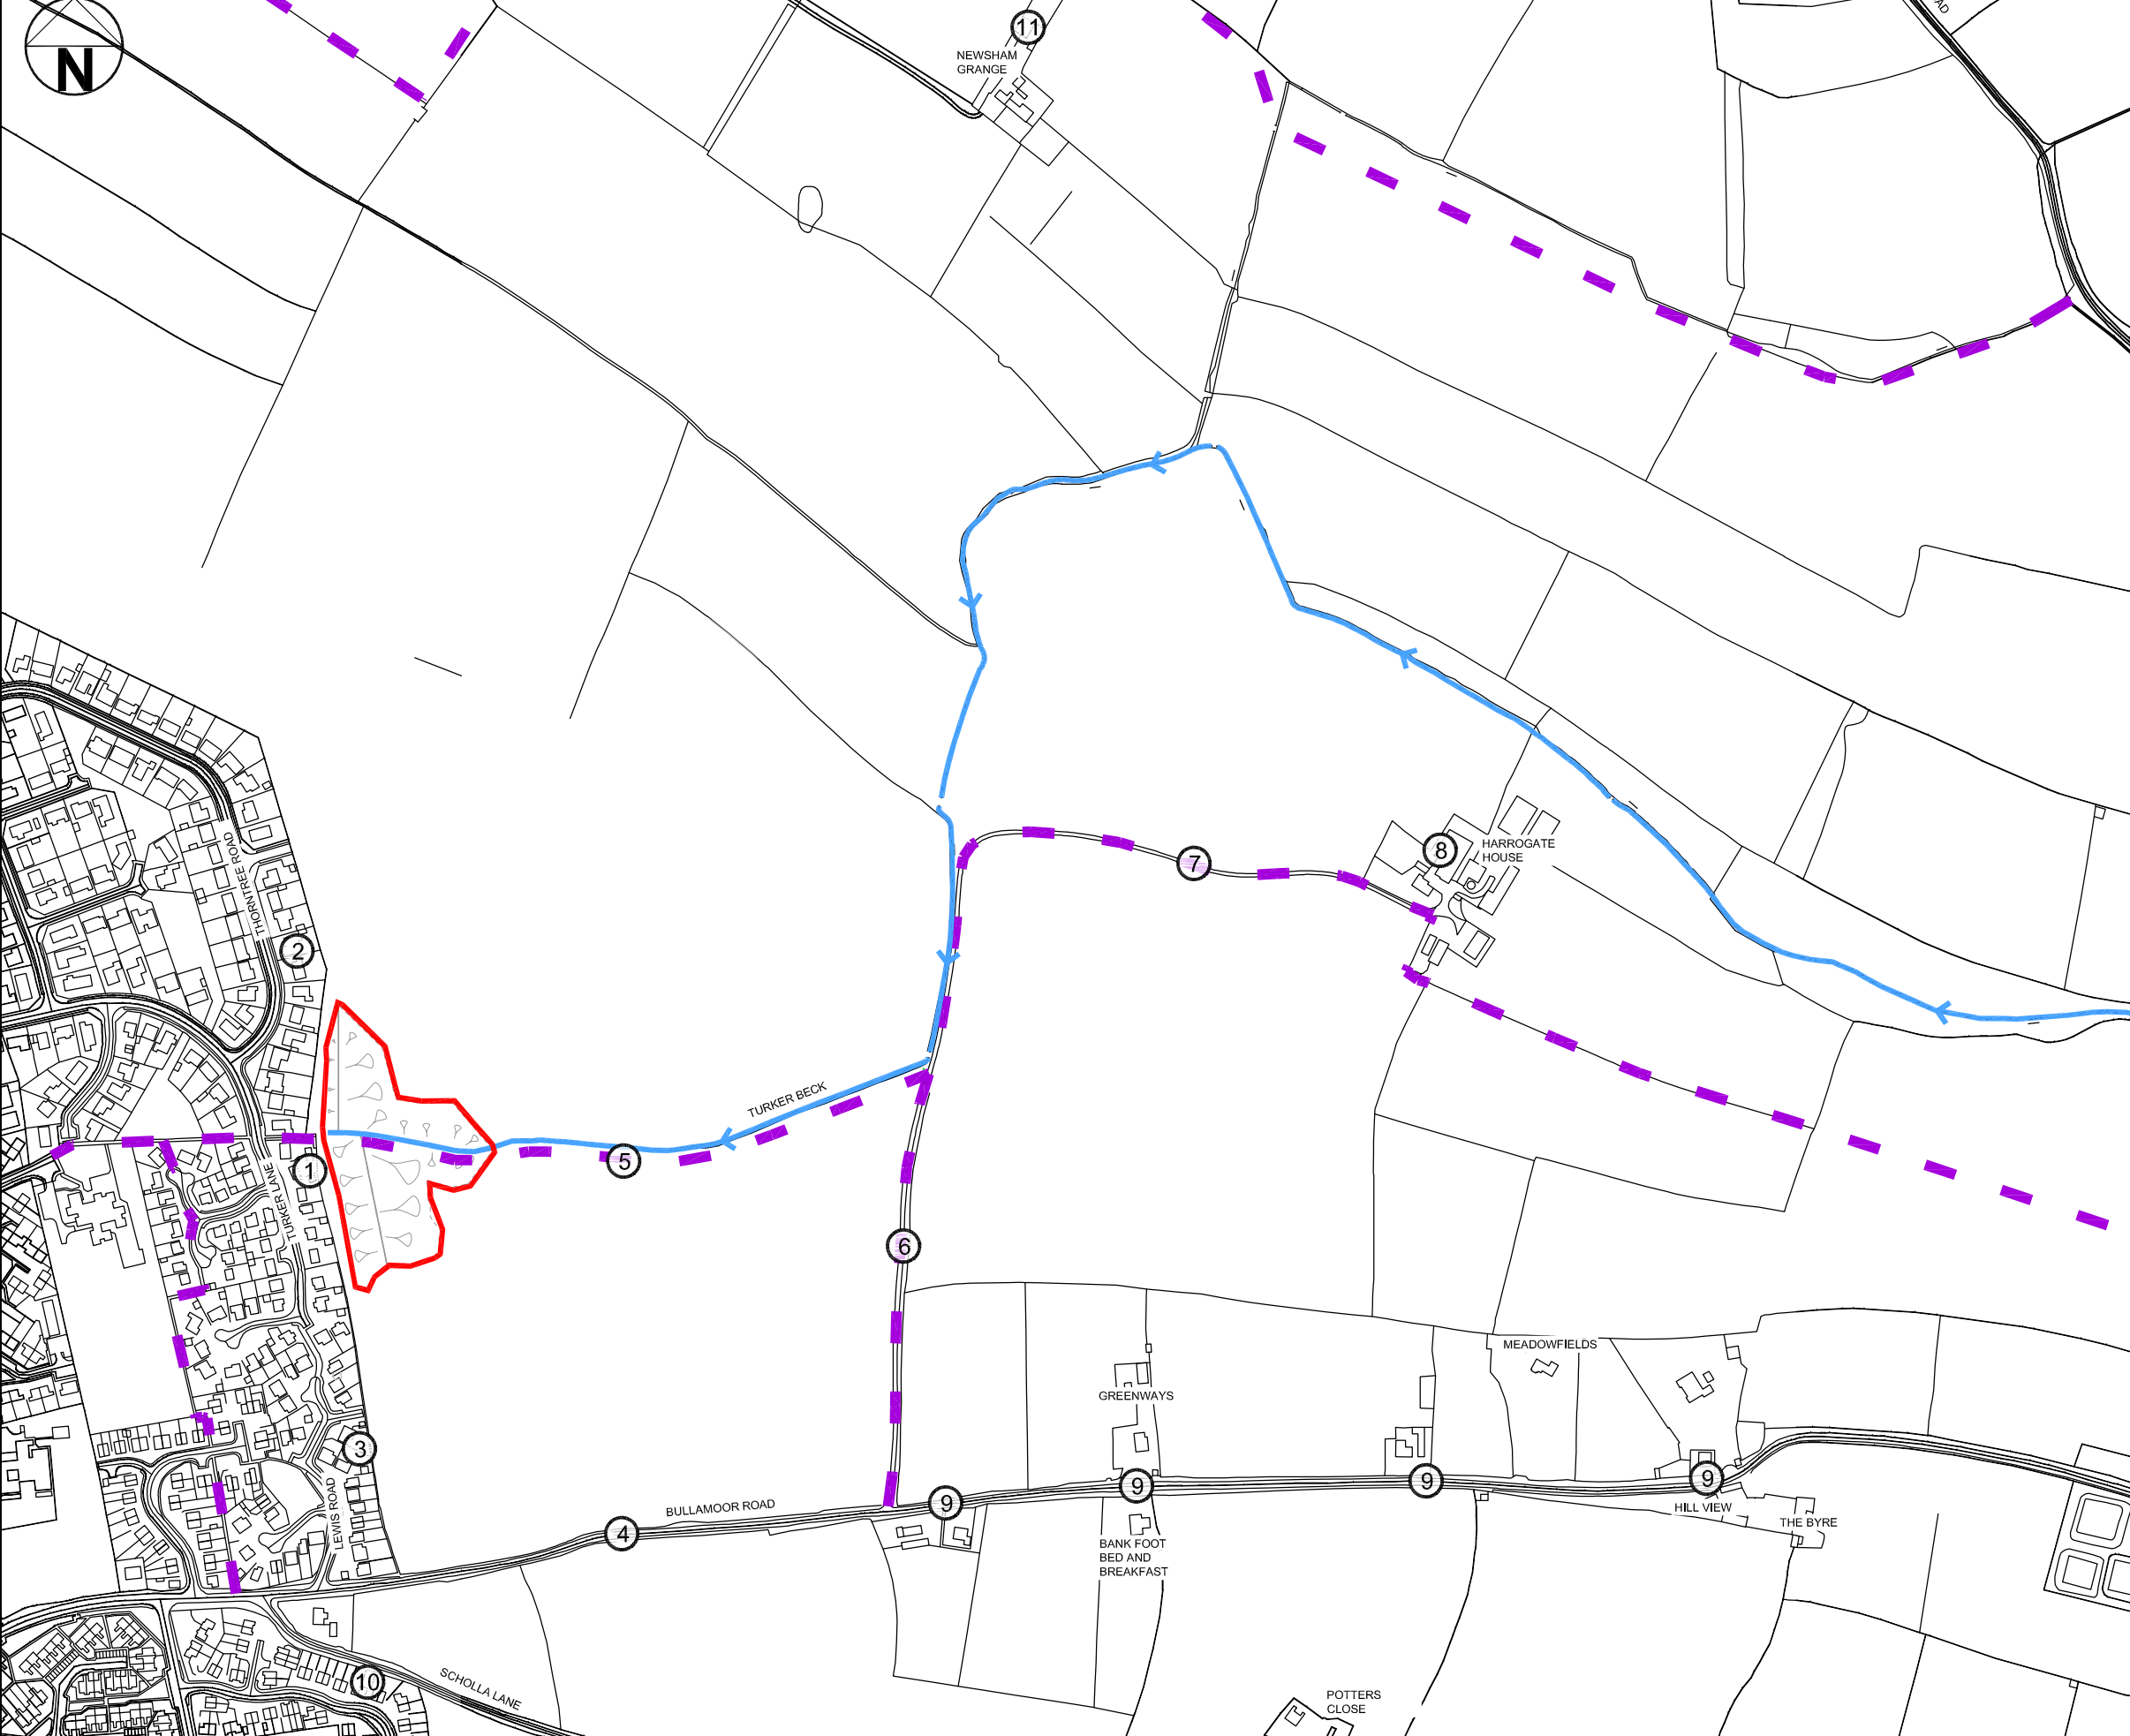 AD
N
11
NEWSHAM
GRANGE
THORNTREE ROAD
2
7
8
HARROGATE
HOUSE
TURKER BECK
1
TURKER LANE
5
6
MEADOWFIELDS
GREENWAYS
3
LEWIS ROAD
4
BULLAMOOR ROAD
9
9
9
9
HILL VIEW
THE BYRE
BANK FOOT
BED AND
BREAKFAST
10
SCHOLLA LANE
POTTERS
CLOSE